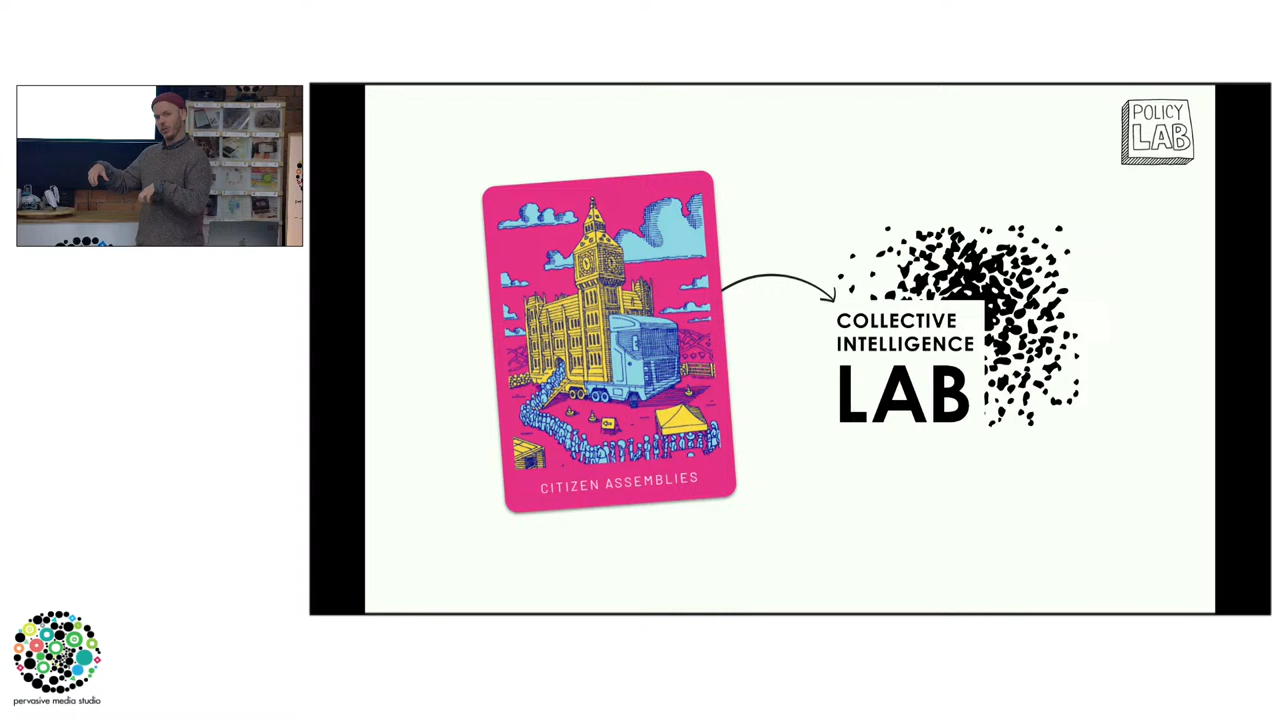 POLICY
LAB
COLLECTIVE
INTELLIGENCE
LAB
CITIZEN ASSEMBLIES
pervasive media studio